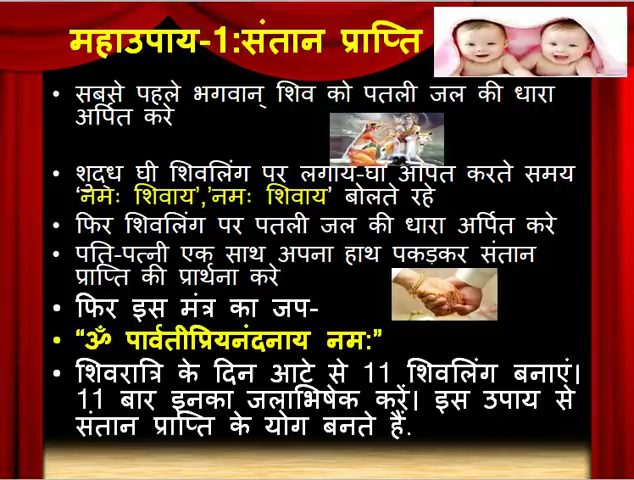 महाउपाय-1:संतान प्राप्ति
• सबसे पहले भगवान् शिव को पतली जल की धारा
अर्पित करे
• शुद्ध घी शिवलिंग पर लगाये-घी अर्पित करते समय
‘नमः शिवाय’,’नमः शिवाय’ बोलते रहे
• फिर शिवलिंग पर पतली जल की धारा अर्पित करे
• पति-पत्नी एक साथ अपना हाथ पकड़कर संतान
प्राप्ति की प्रार्थना करे
• फिर इस मंत्र का जप-
• “ॐ पार्वतीप्रियनंदनाय नम:”
• शिवरात्रि के दिन आटे से 11 शिवलिंग बनाएं।
11 बार इनका जलाभिषेक करें। इस उपाय से
संतान प्राप्ति के योग बनते हैं.